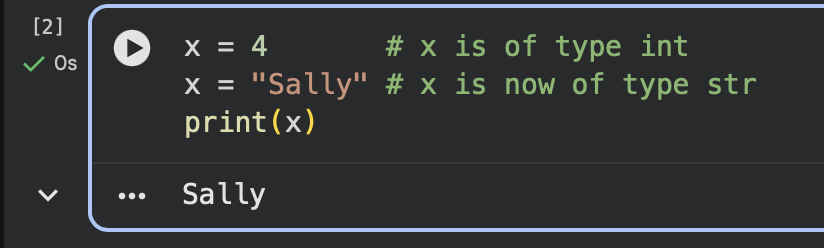 [2]
0s
x = 4      # x is of type int
x = "Sally" # x is now of type str
print(x)
Sally